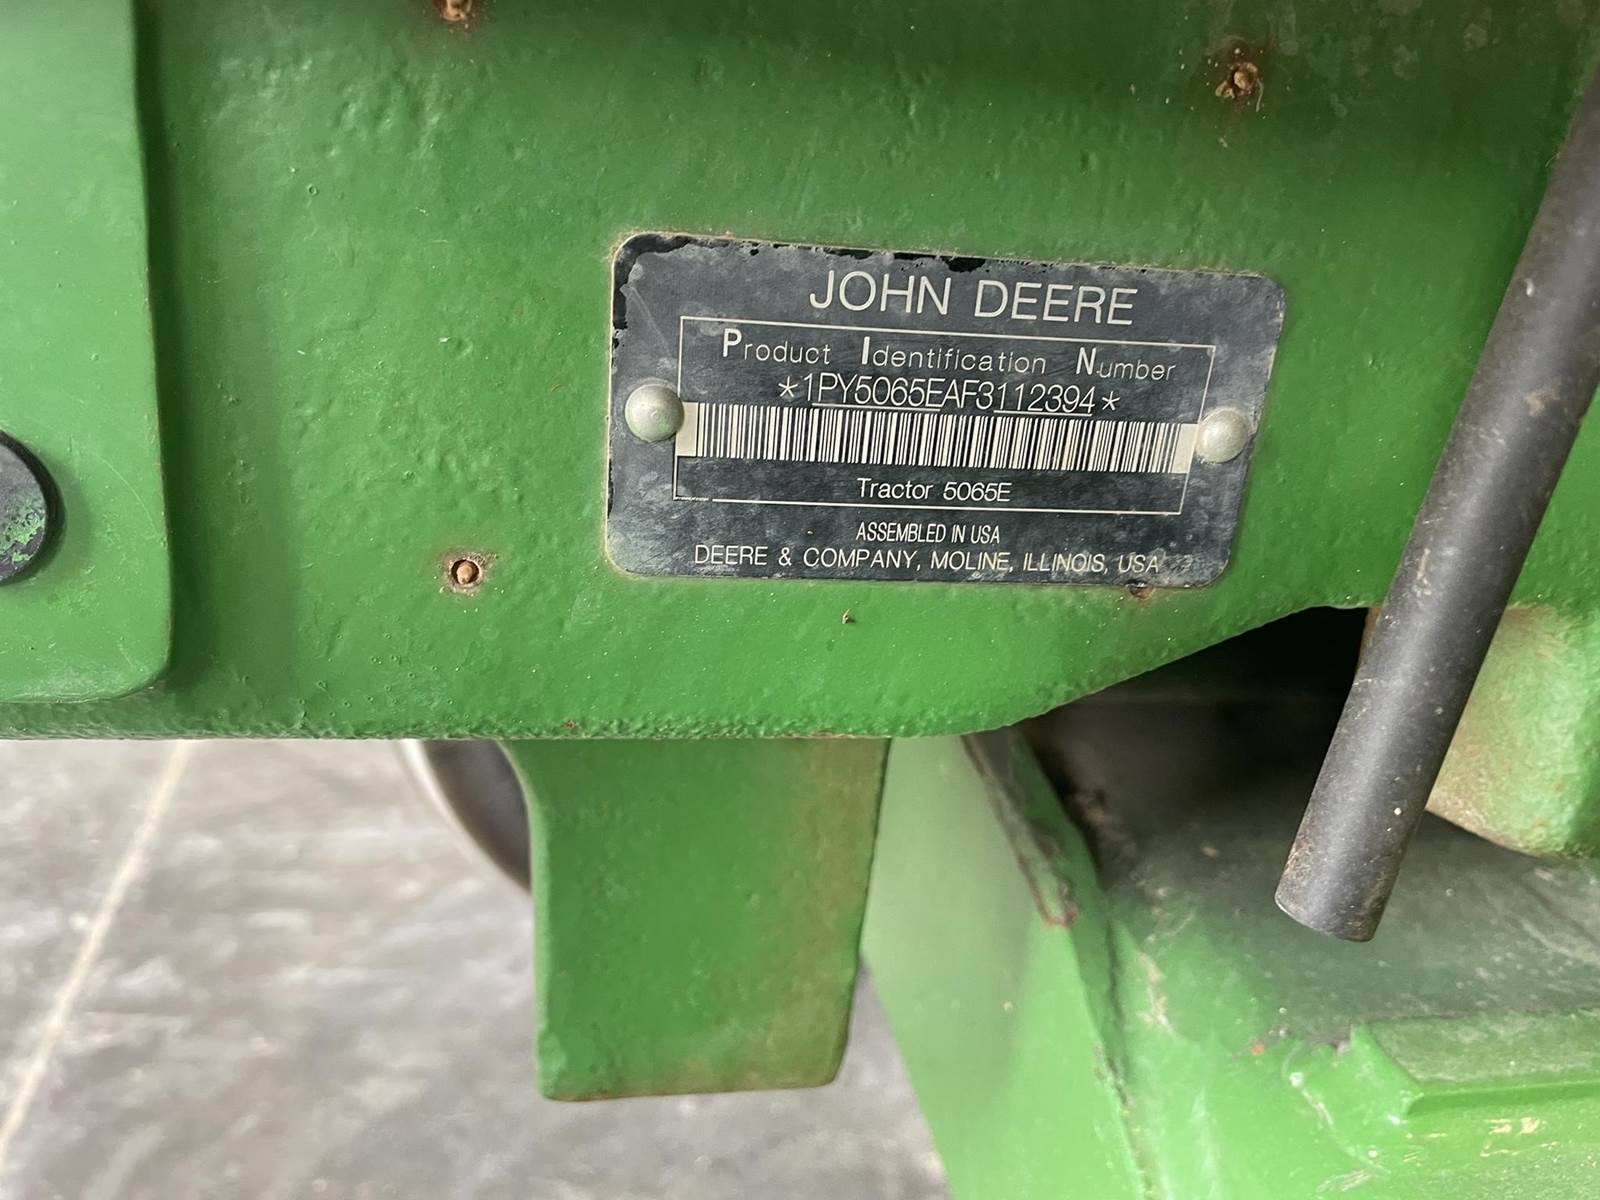 JOHN DEERE
Product Identification Number
*1PY5065EAF3112394*
Tractor 5065E
ASSEMBLED IN USA
DEERE & COMPANY, MOLINE, ILLINOIS, USA